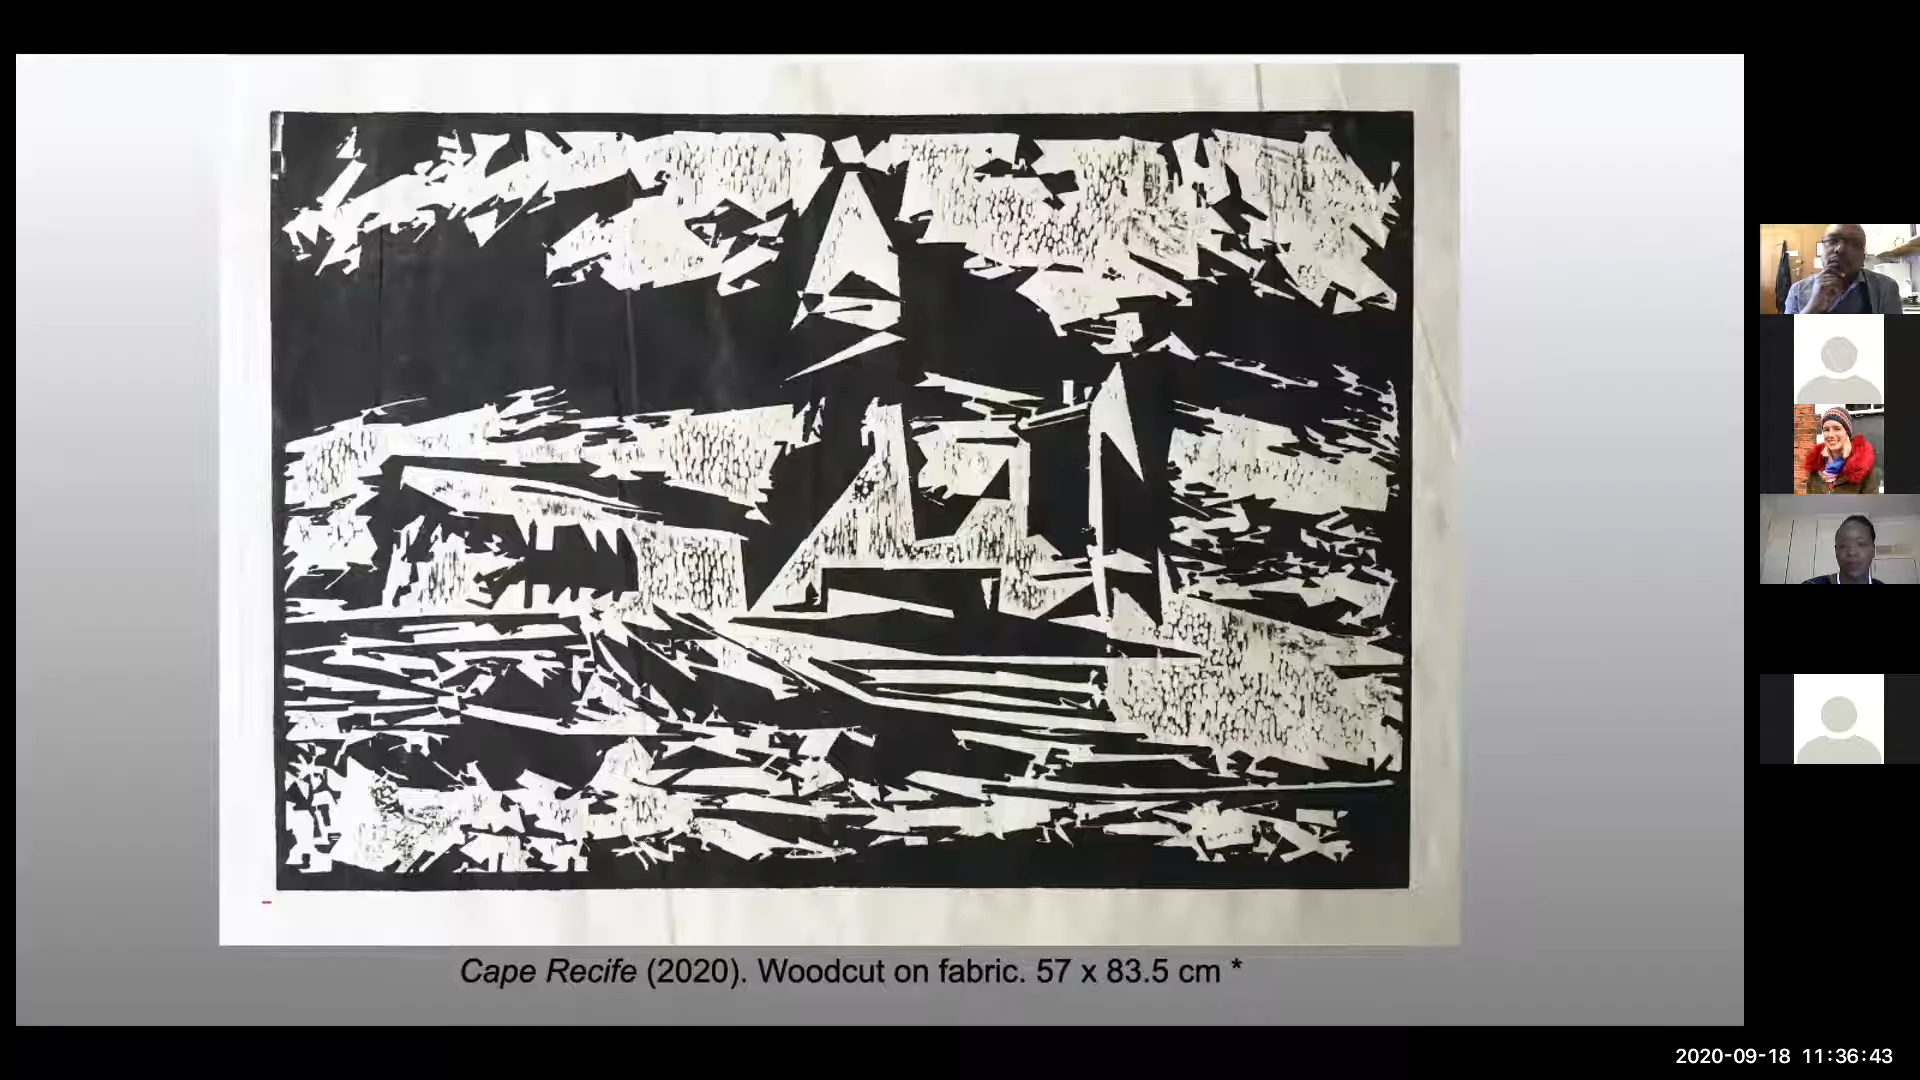 Cape Recife (2020). Woodcut on fabric. 57 x 83.5 cm *
2020-09-18 11:36:43